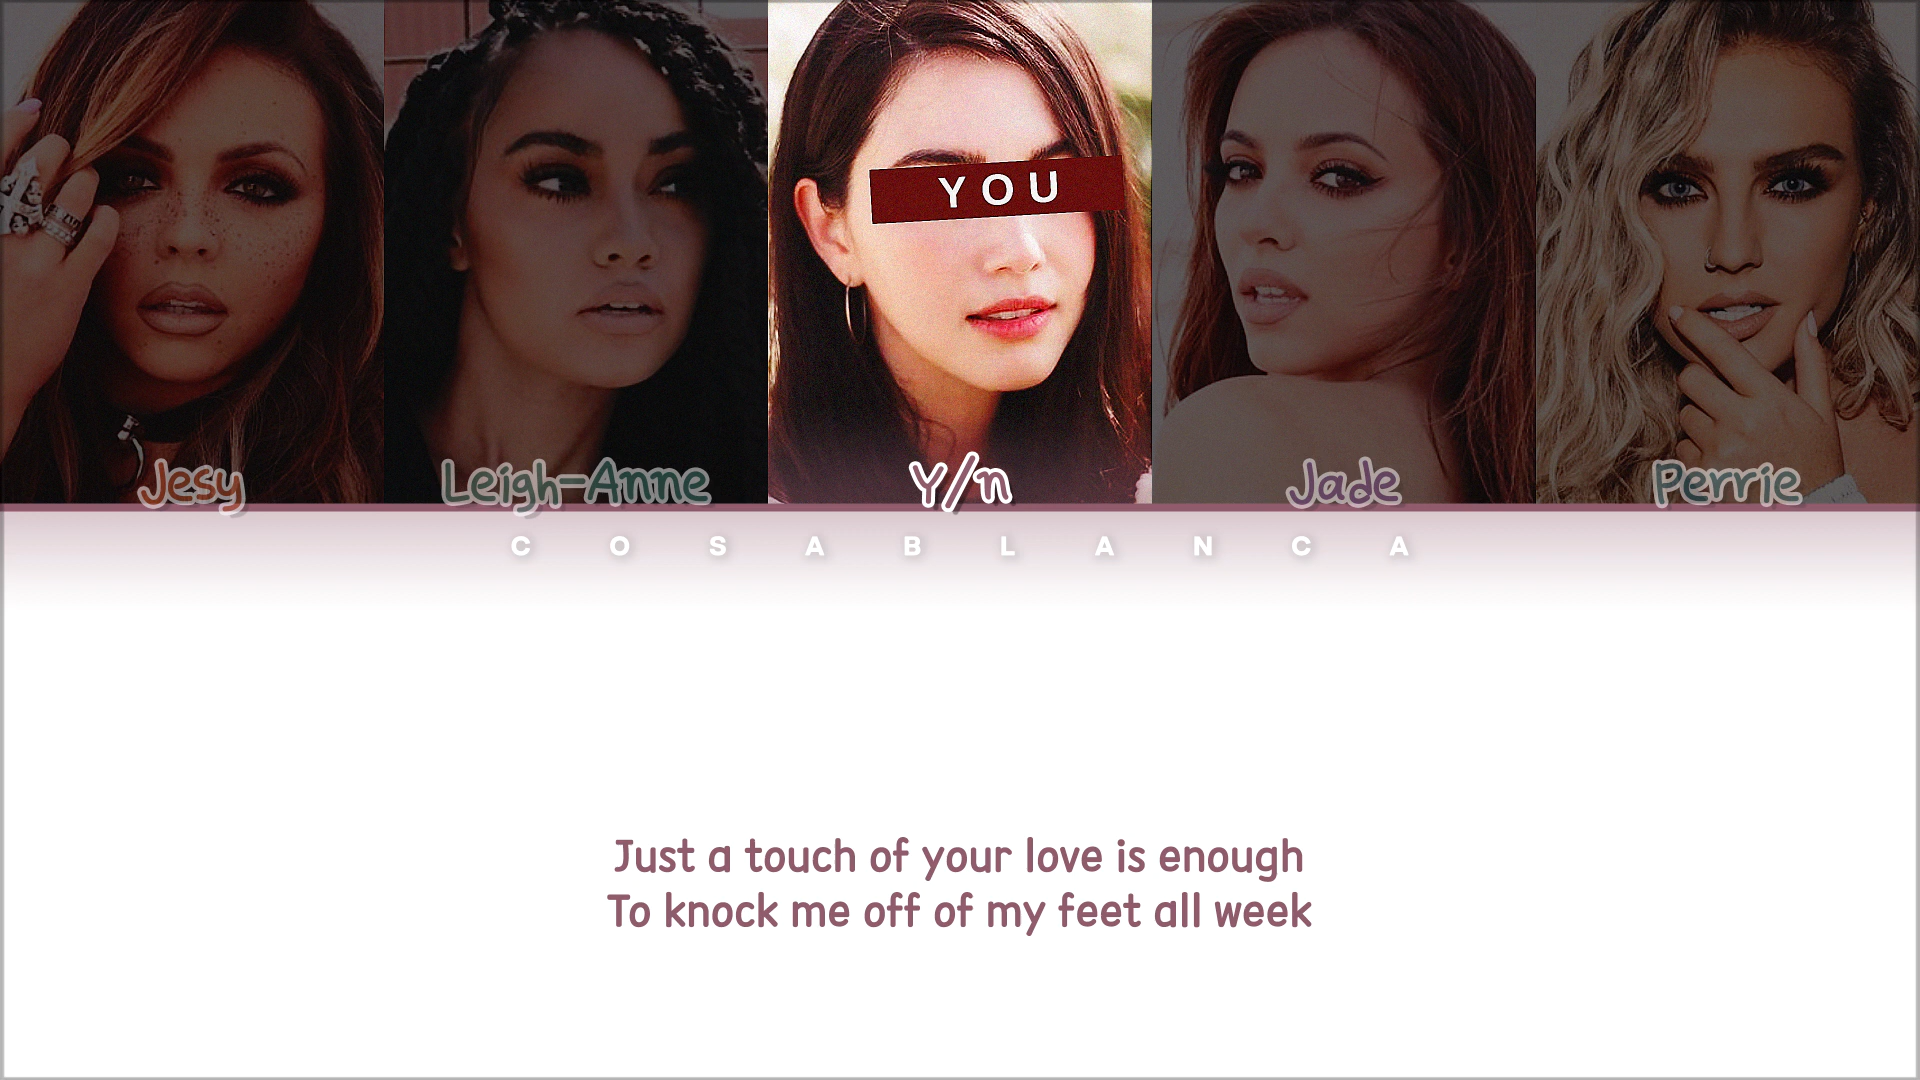 YOU
Jesy Leigh-Anne Y/n Jade Perrie
COSABLANCA
Just a touch of your love is enough
To knock me off of my feet all week